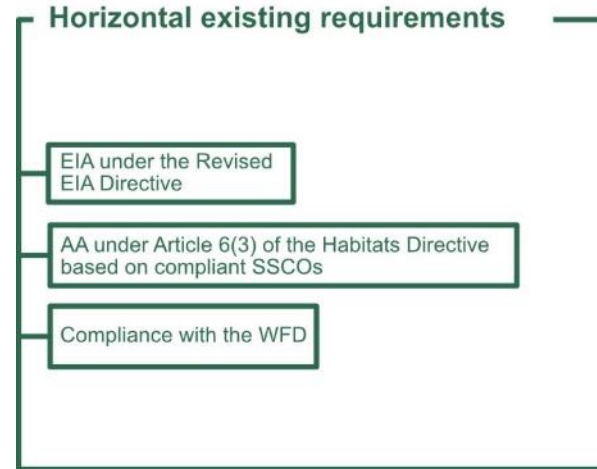 Horizontal existing requirements
EIA under the Revised
EIA Directive
AA under Article 6(3) of the Habitats Directive
based on compliant SSCOs
Compliance with the WFD